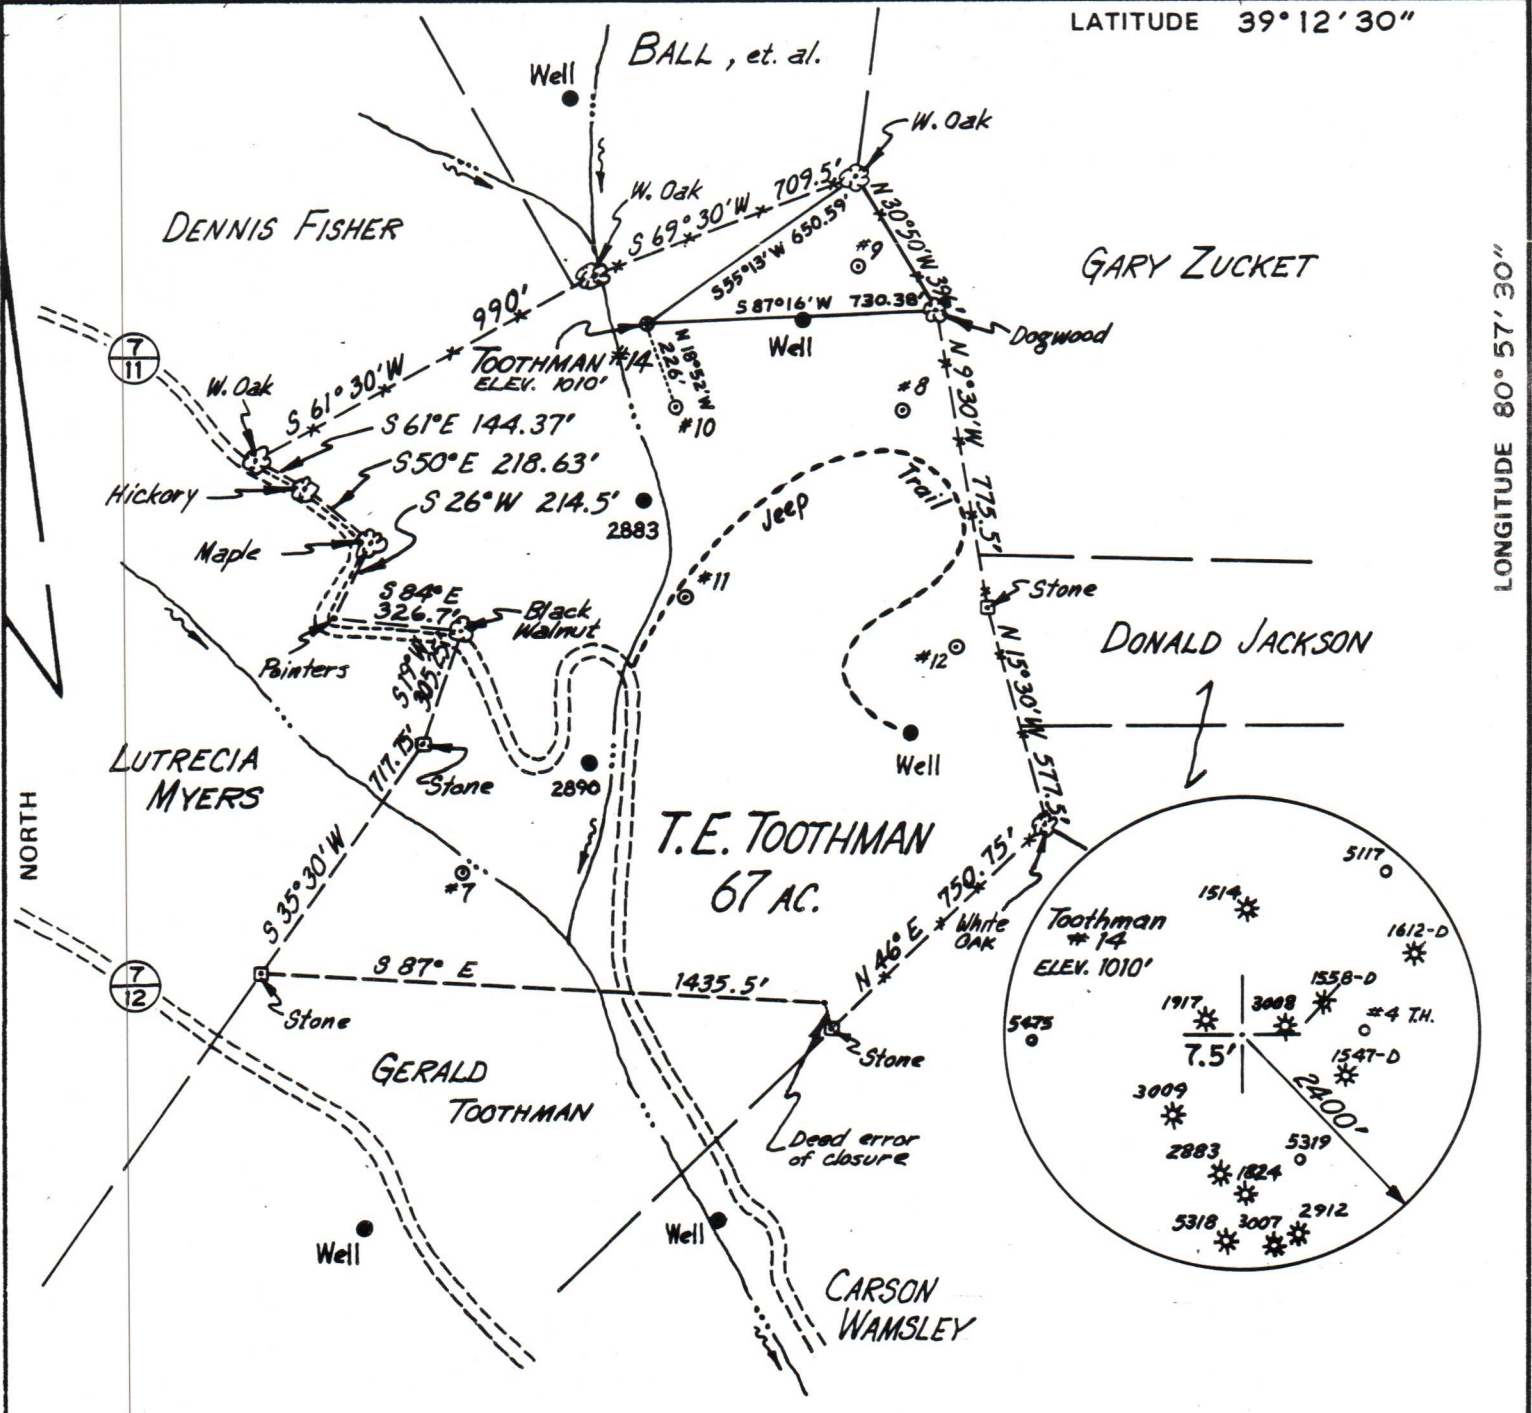 LATITUDE 39°12'30"
LONGITUDE 80°57'30"
NORTH
BALL, et. al.
Well
W. Oak
W. Oak
DENNIS FISHER
S 69°30'W 709.5'
N 30°50'W
S55°13'W 650.59'
#9
GARY ZUCKET
S 87°16'W 730.38'
Well
Dogwood
990'
S 61°30'W
7
11
TOOTHMAN #14
ELEV. 1010'
N 18°52'W
226'
#10
#8
N 9°30'W 775.5'
W. Oak
S 61°E 144.37'
S 50°E 218.63'
S 26°W 214.5'
Hickory
Maple
2883
Jeep Trail
#11
Stone
S 84°E
326.7'
Black
Walnut
Pointers
S 19°W
305.25'
#12
N 15°30'W 577.5'
DONALD JACKSON
LUTRECIA
MYERS
717.75'
S 35°30'W
Stone
2890
Well
T.E. TOOTHMAN
67 AC.
#7
750.75'
N 46°E
White
OAK
7
12
S 87° E 1435.5'
Stone
Stone
GERALD
TOOTHMAN
Deed error
of closure
Well
Well
CARSON
WAMSLEY
5117
1514
Toothman
# 14
ELEV. 1010'
1612-D
1558-D
1917
3008
#4 T.H.
5475
7.5'
1547-D
2400'
3009
5319
2883
1824
5318
3007
2912